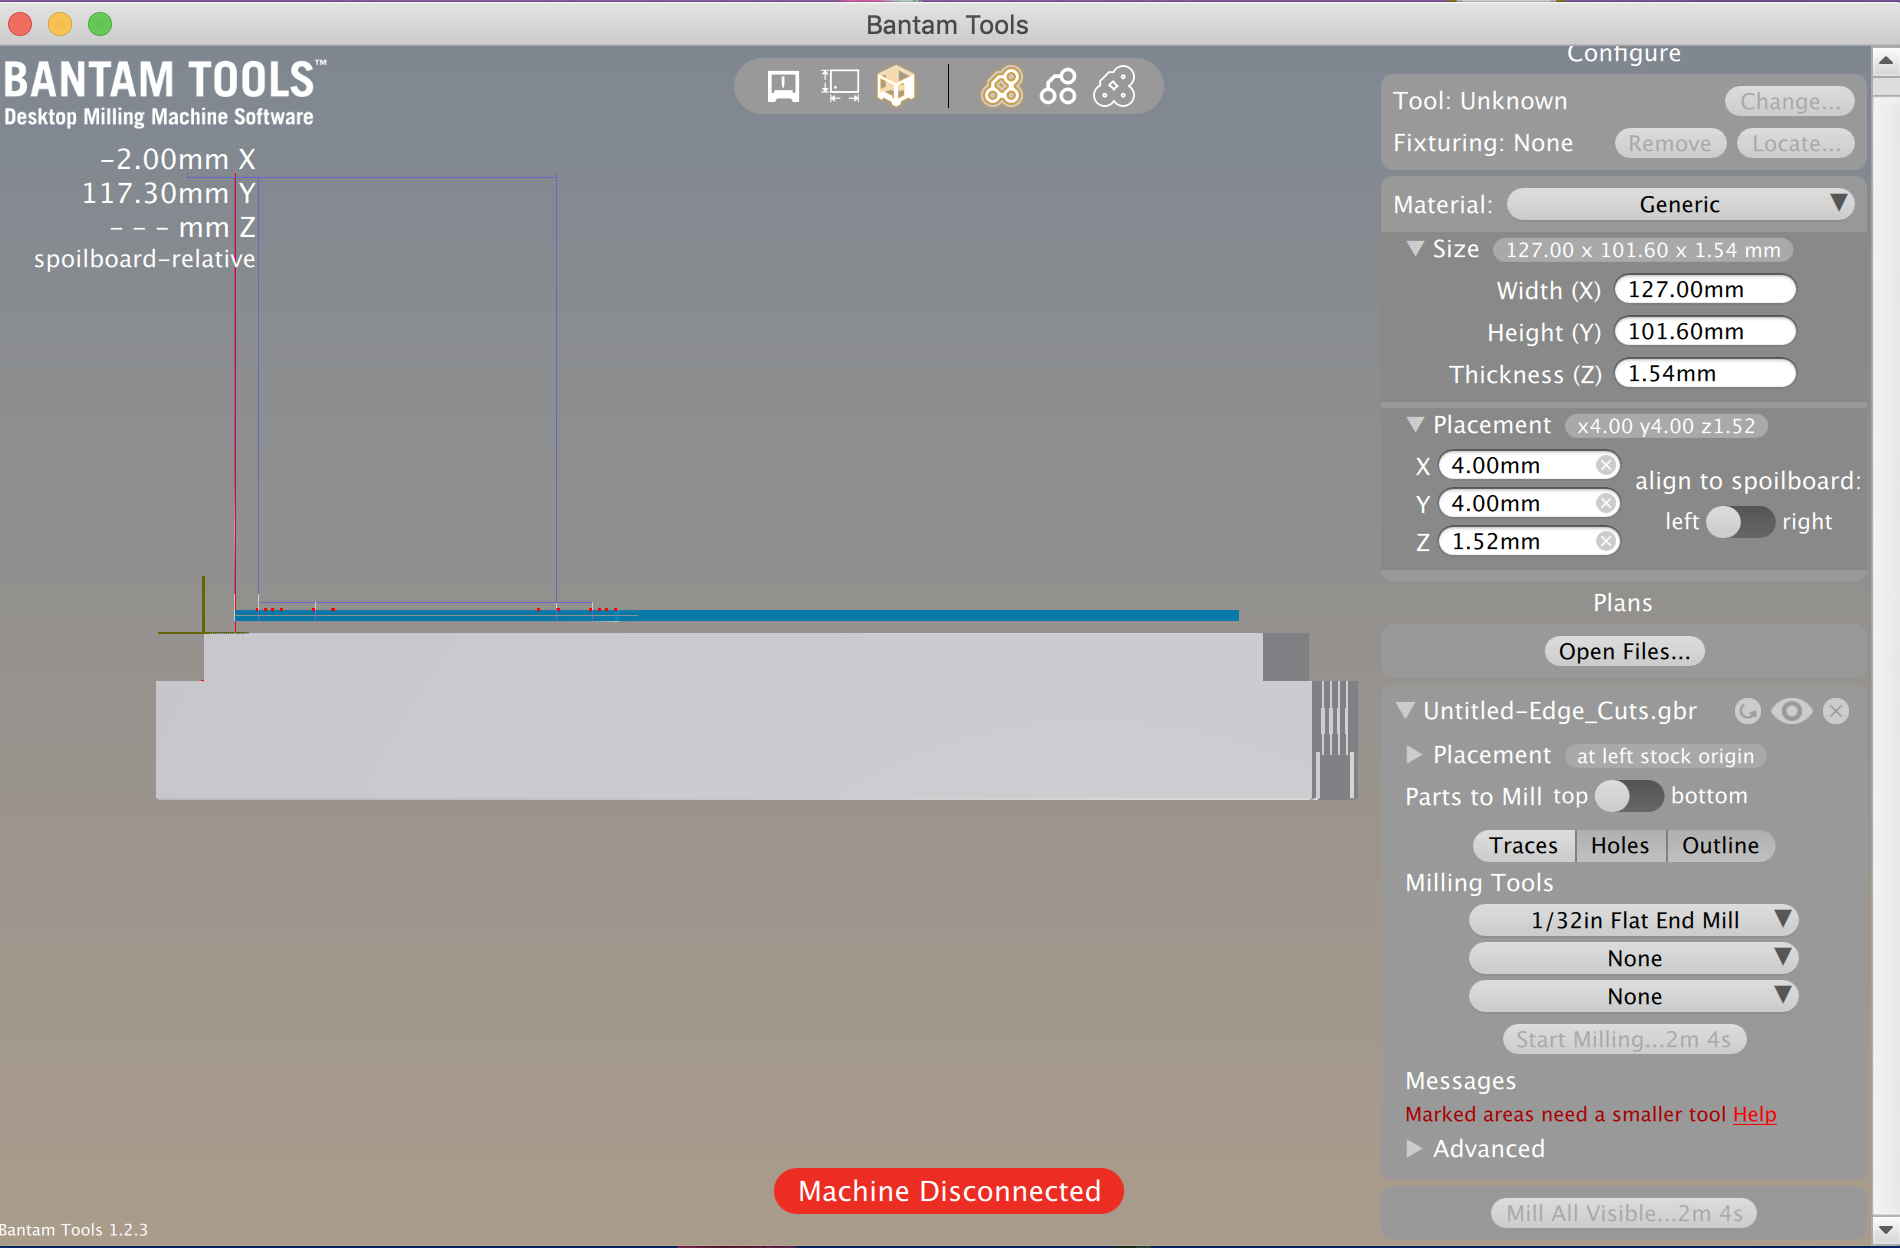 Bantam Tools
BANTAM TOOLS™
Desktop Milling Machine Software
-2.00mm X
117.30mm Y
- - - mm Z
spoilboard-relative
Configure
Tool: Unknown
Change...
Fixturing: None
Remove
Locate...
Material:
Generic
Size
127.00 x 101.60 x 1.54 mm
Width (X)
127.00mm
Height (Y)
101.60mm
Thickness (Z)
1.54mm
Placement
x4.00 y4.00 z1.52
X
4.00mm
Y
4.00mm
Z
1.52mm
align to spoilboard:
left
right
Plans
Open Files...
Untitled-Edge_Cuts.gbr
Placement
at left stock origin
Parts to Mill
top
bottom
Traces
Holes
Outline
Milling Tools
1/32in Flat End Mill
None
None
Start Milling...2m 4s
Messages
Marked areas need a smaller tool Help
Advanced
Mill All Visible...2m 4s
Machine Disconnected
Bantam Tools 1.2.3